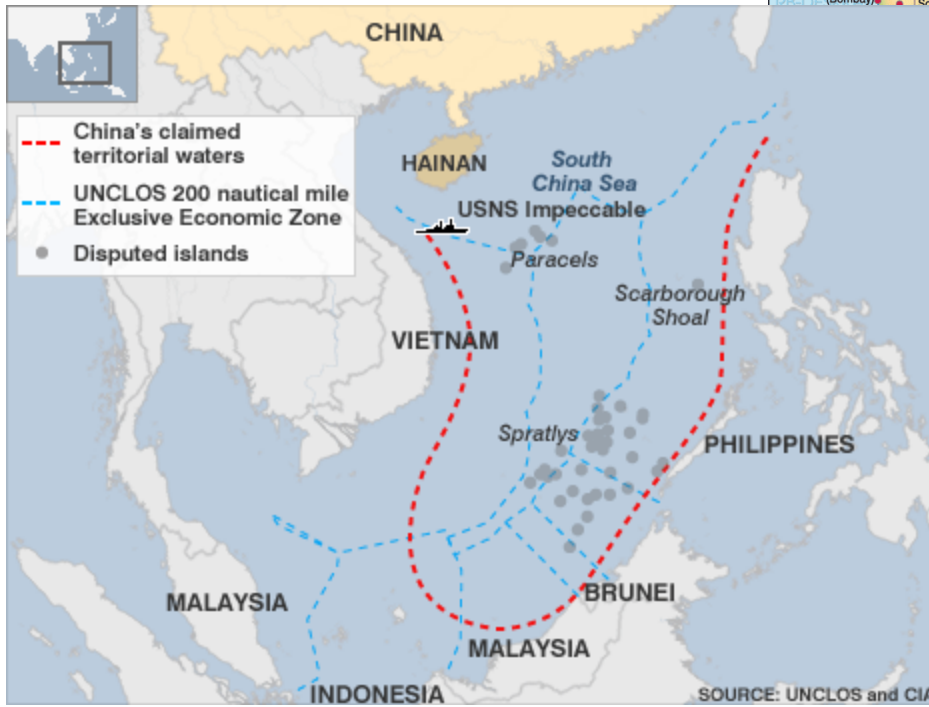 (Bombay)
CHINA
China's claimed
territorial waters
UNCLOS 200 nautical mile
Exclusive Economic Zone
Disputed islands
HAINAN
South
China Sea
USNS Impeccable
Paracels
Scarborough
Shoal
VIETNAM
Spratlys
PHILIPPINES
BRUNEI
MALAYSIA
MALAYSIA
INDONESIA
SOURCE: UNCLOS and CIA